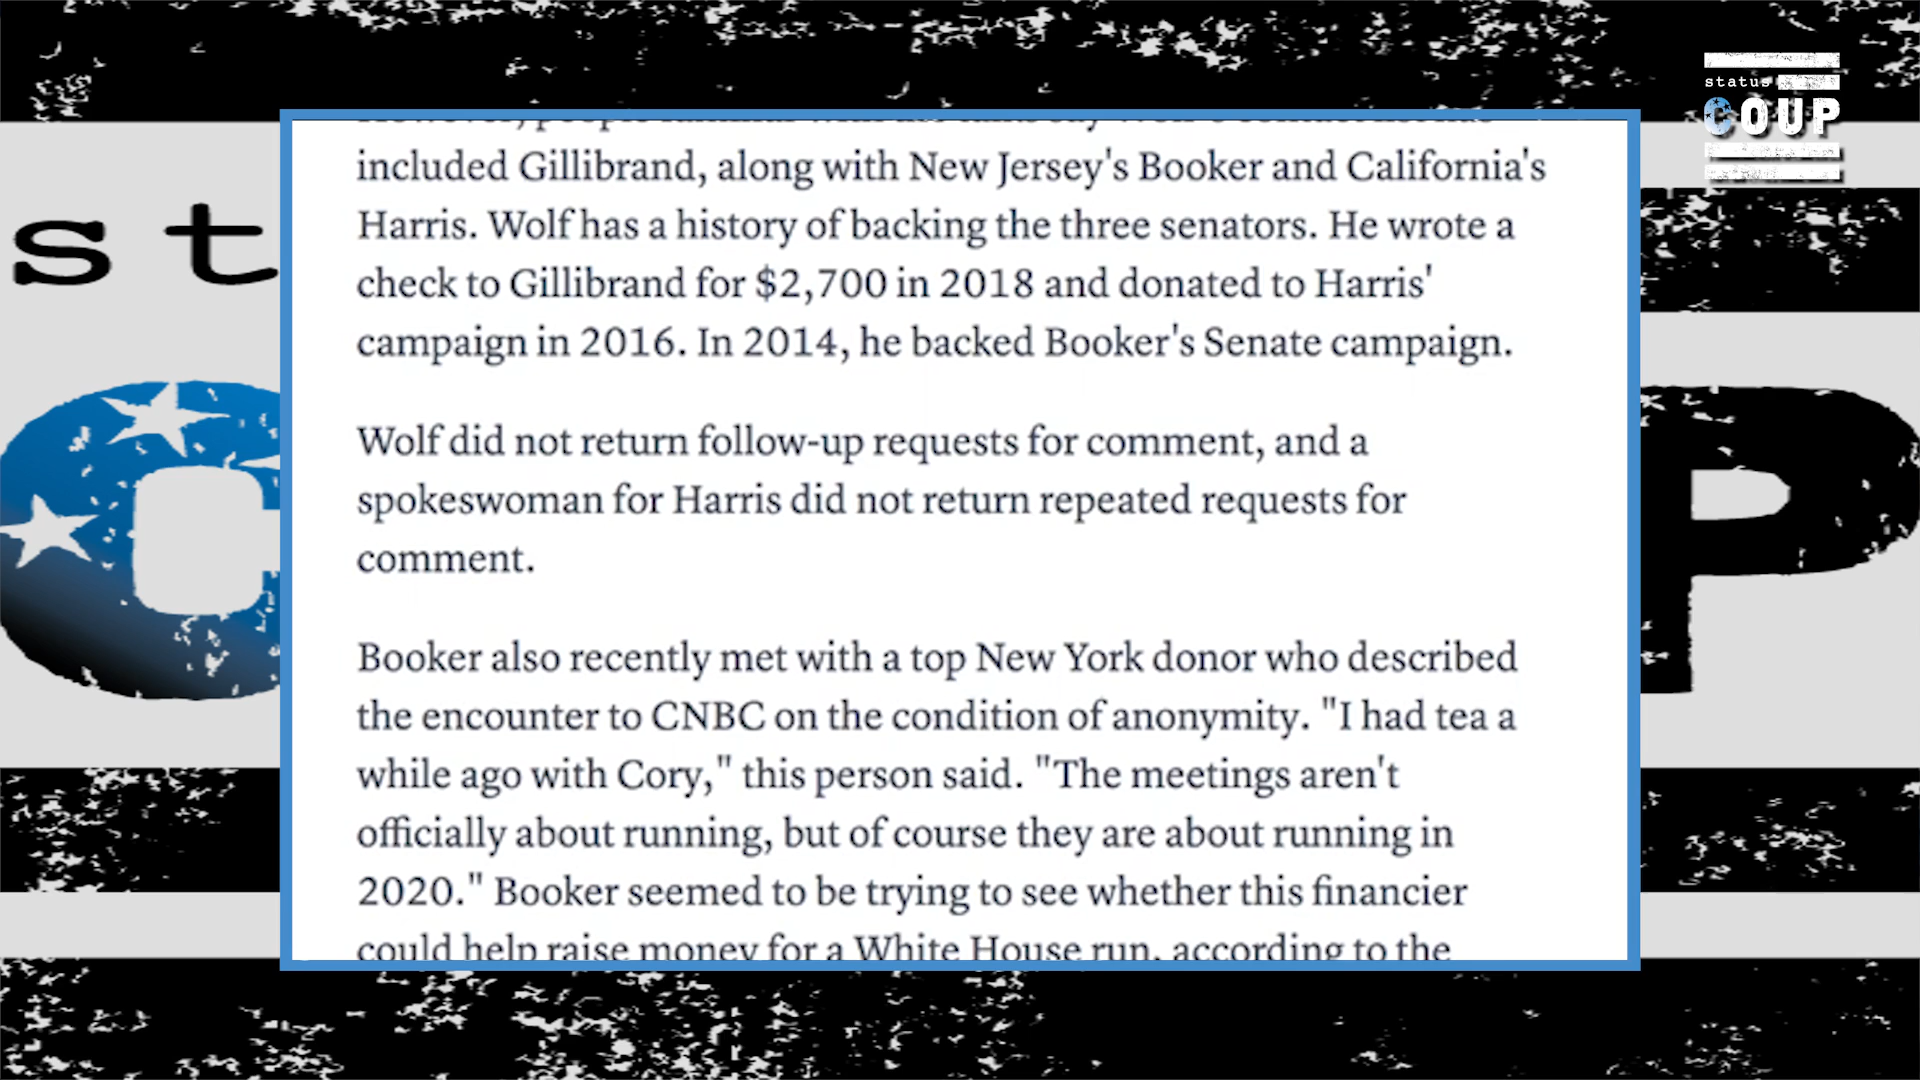 status
COUP
st
C
P
included Gillibrand, along with New Jersey's Booker and California's
Harris. Wolf has a history of backing the three senators. He wrote a
check to Gillibrand for $2,700 in 2018 and donated to Harris'
campaign in 2016. In 2014, he backed Booker's Senate campaign.
Wolf did not return follow-up requests for comment, and a
spokeswoman for Harris did not return repeated requests for
comment.
Booker also recently met with a top New York donor who described
the encounter to CNBC on the condition of anonymity. "I had tea a
while ago with Cory," this person said. "The meetings aren't
officially about running, but of course they are about running in
2020." Booker seemed to be trying to see whether this financier
could help raise money for a White House run, according to the